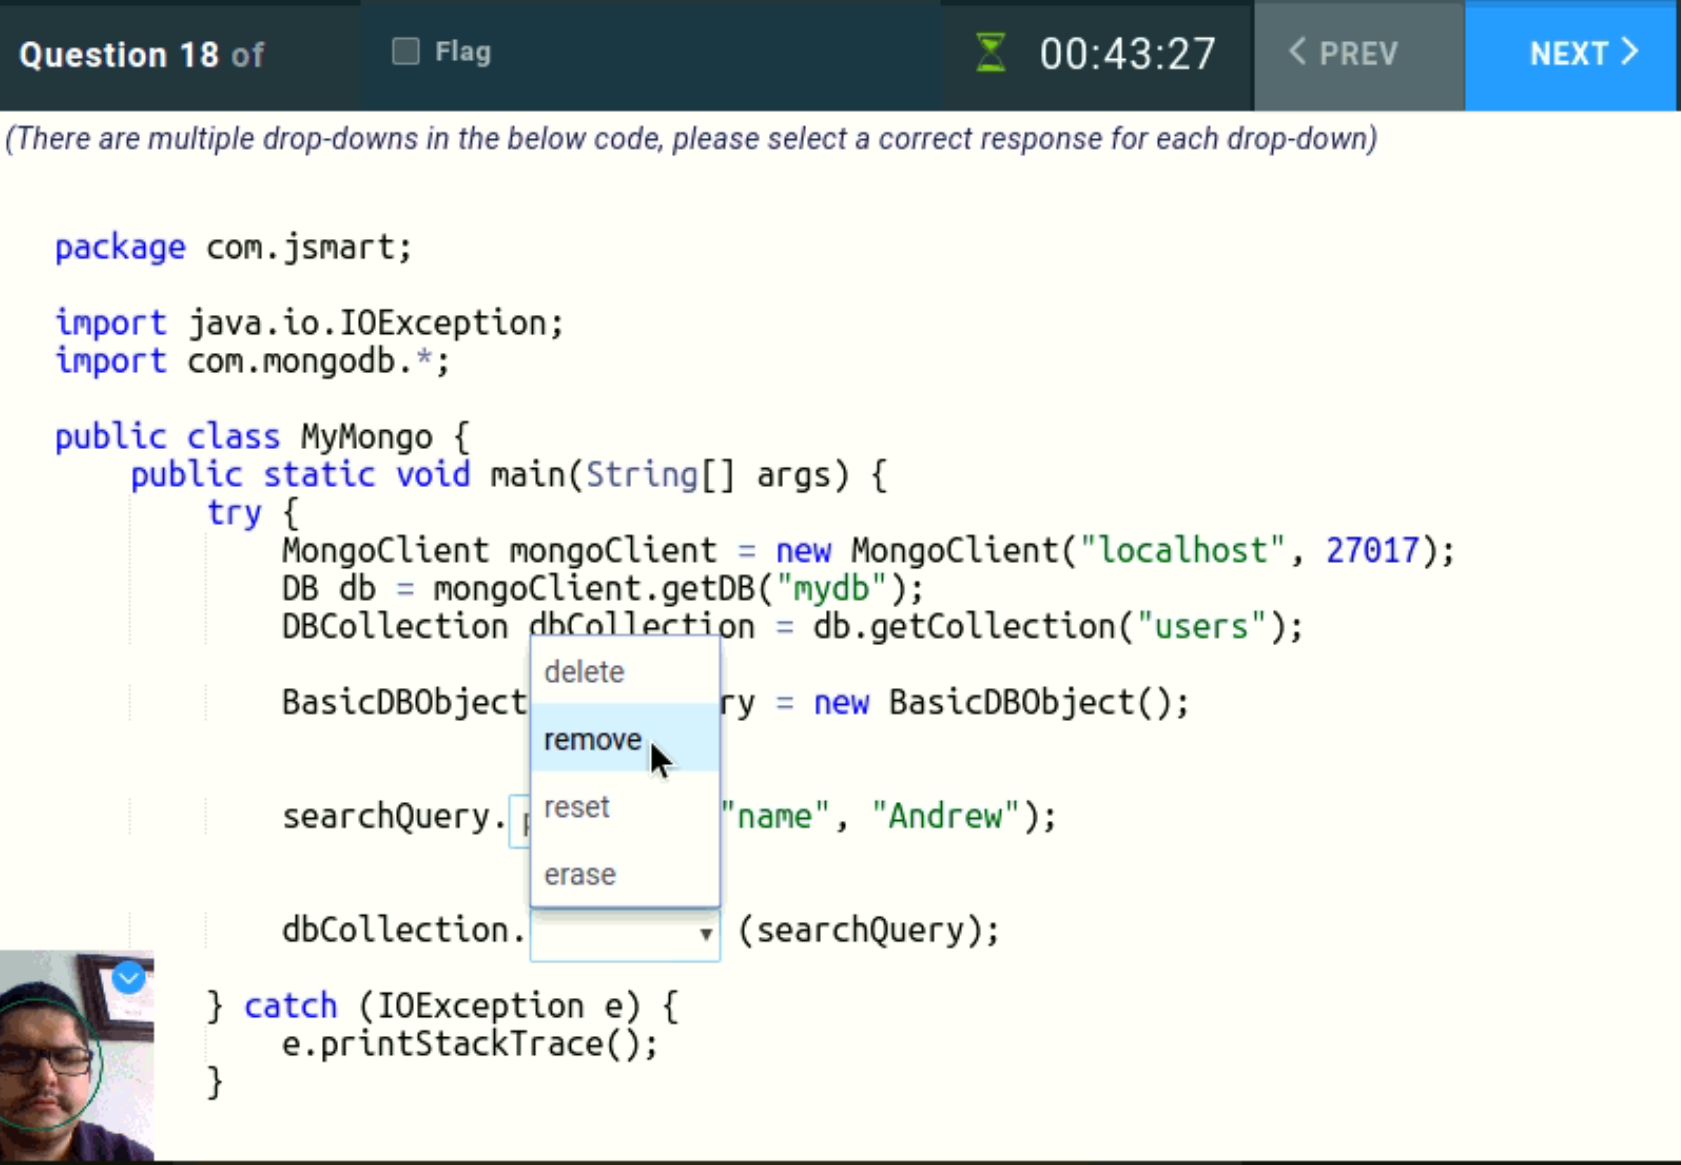 Question 18 of
Flag
00:43:27
PREV
NEXT
(There are multiple drop-downs in the below code, please select a correct response for each drop-down)
package com.jsmart;
import java.io.IOException;
import com.mongodb.*;
public class MyMongo {
public static void main(String[] args) {
try {
MongoClient mongoClient = new MongoClient("localhost", 27017);
DB db = mongoClient.getDB("mydb");
DBCollection dbCollection = db.getCollection("users");
delete
BasicDBObject ry = new BasicDBObject();
remove
searchQuery. "name", "Andrew");
reset
erase
dbCollection. (searchQuery);
} catch (IOException e) {
e.printStackTrace();
}